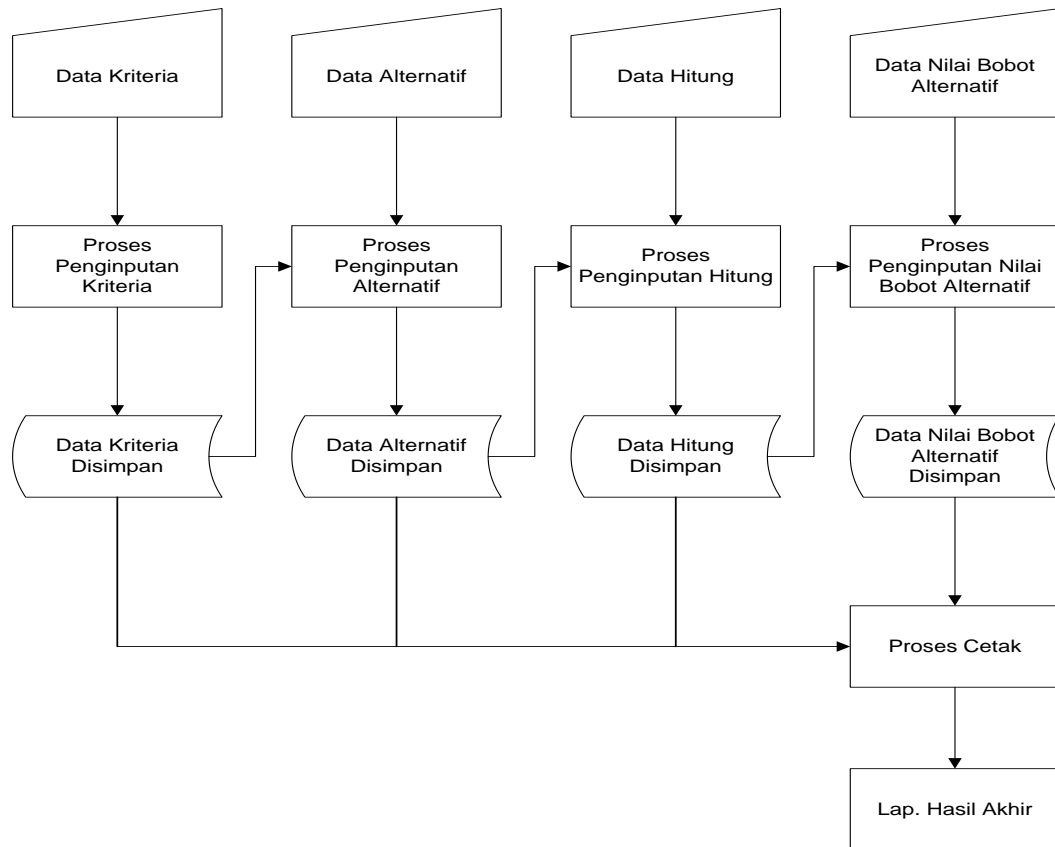 Data Kriteria
Data Alternatif
Data Hitung
Data Nilai Bobot
Alternatif
Proses
Penginputan
Kriteria
Proses
Penginputan
Alternatif
Proses
Penginputan Hitung
Proses
Penginputan Nilai
Bobot Alternatif
Data Kriteria
Disimpan
Data Alternatif
Disimpan
Data Hitung
Disimpan
Data Nilai Bobot
Alternatif
Disimpan
Proses Cetak
Lap. Hasil Akhir